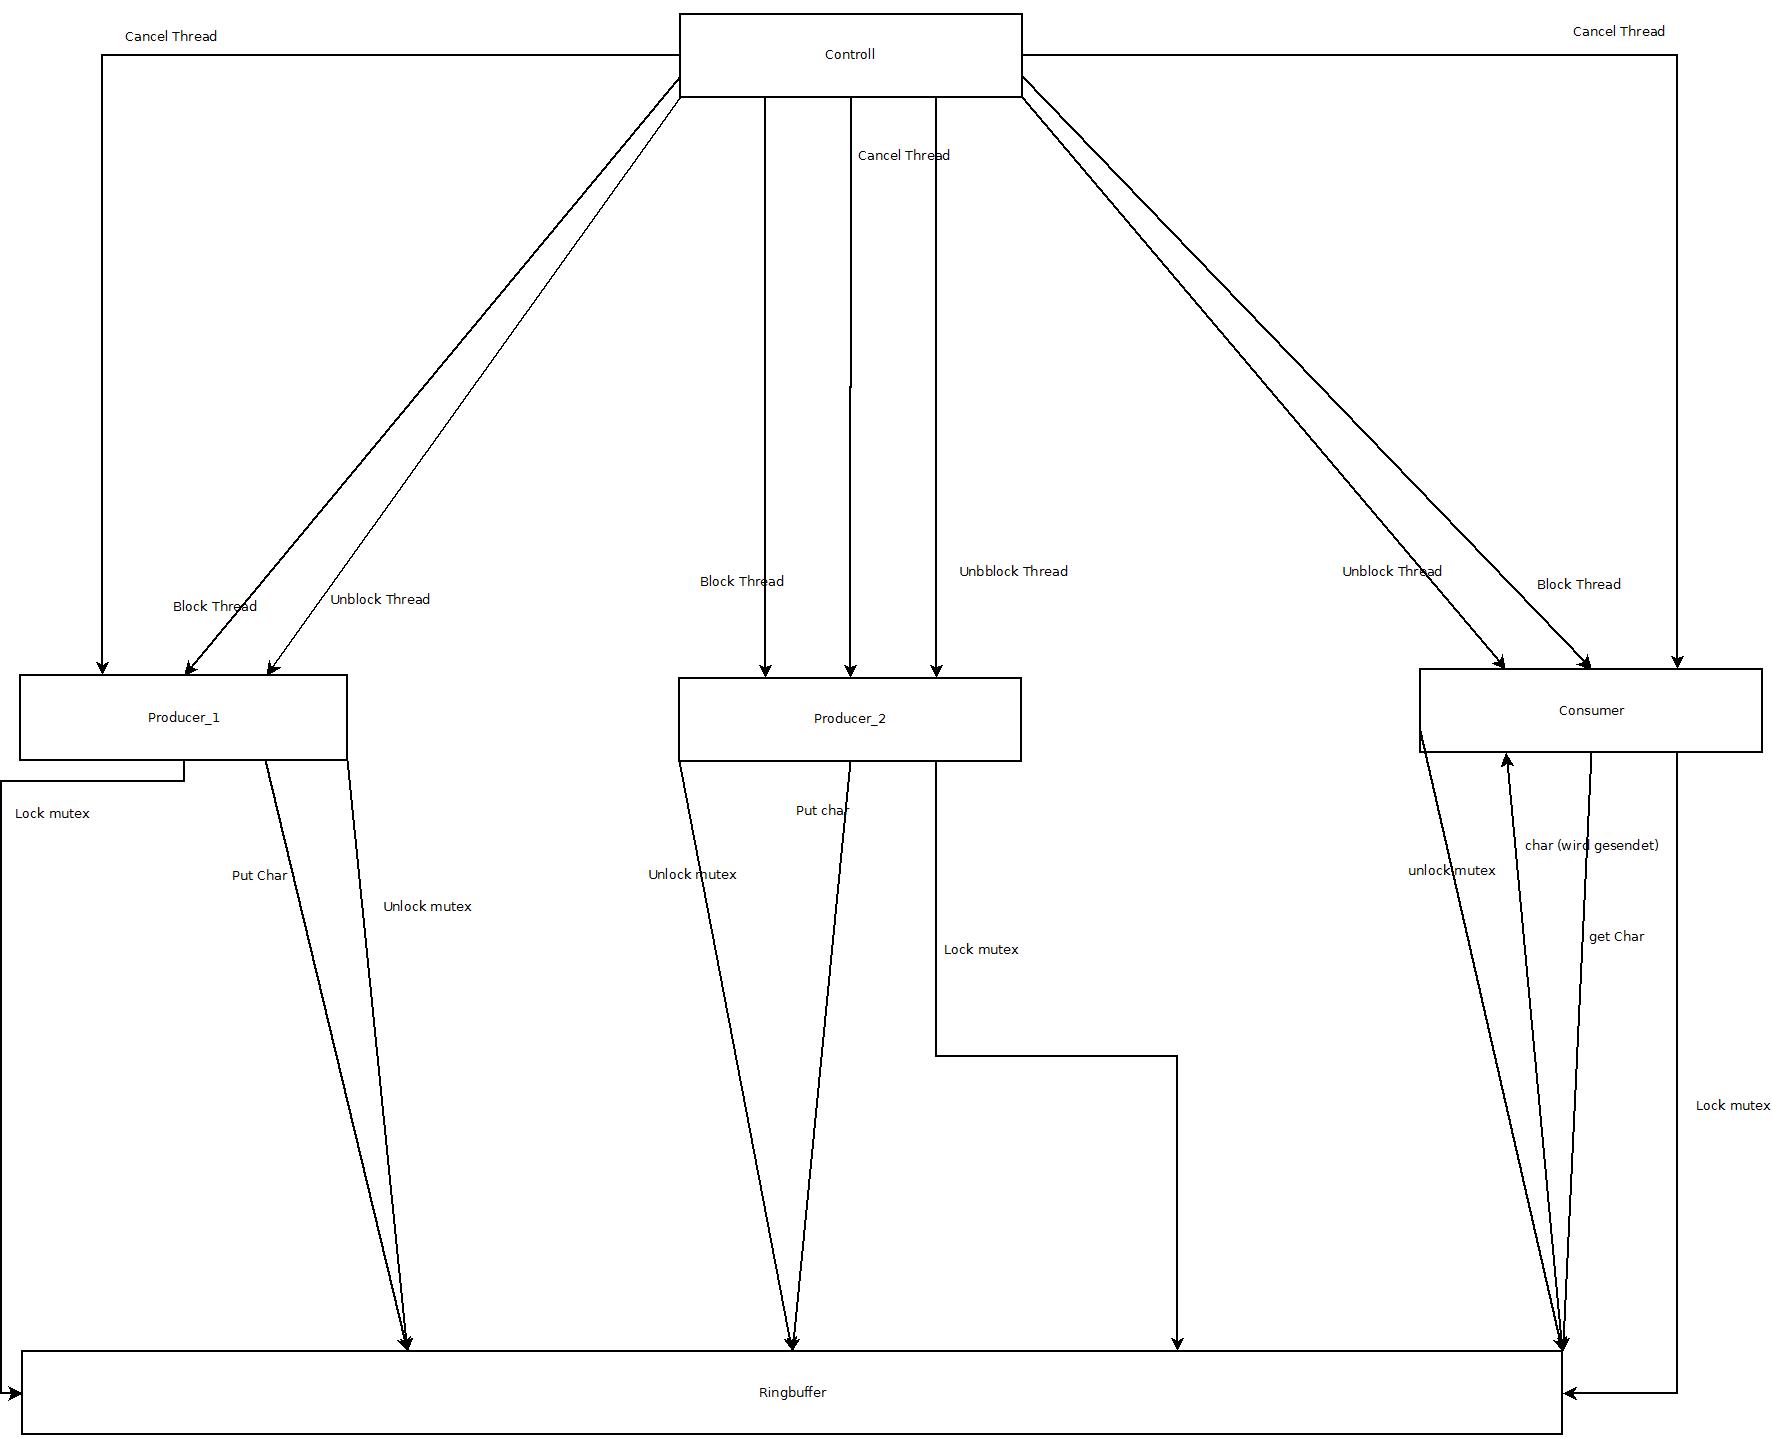 Cancel Thread
Controll
Cancel Thread
Cancel Thread
Block Thread
Unblock Thread
Block Thread
Unbblock Thread
Unblock Thread
Block Thread
Producer_1
Producer_2
Consumer
Lock mutex
Put Char
Unlock mutex
Put char
Unlock mutex
Lock mutex
char (wird gesendet)
unlock mutex
get Char
Lock mutex
Ringbuffer